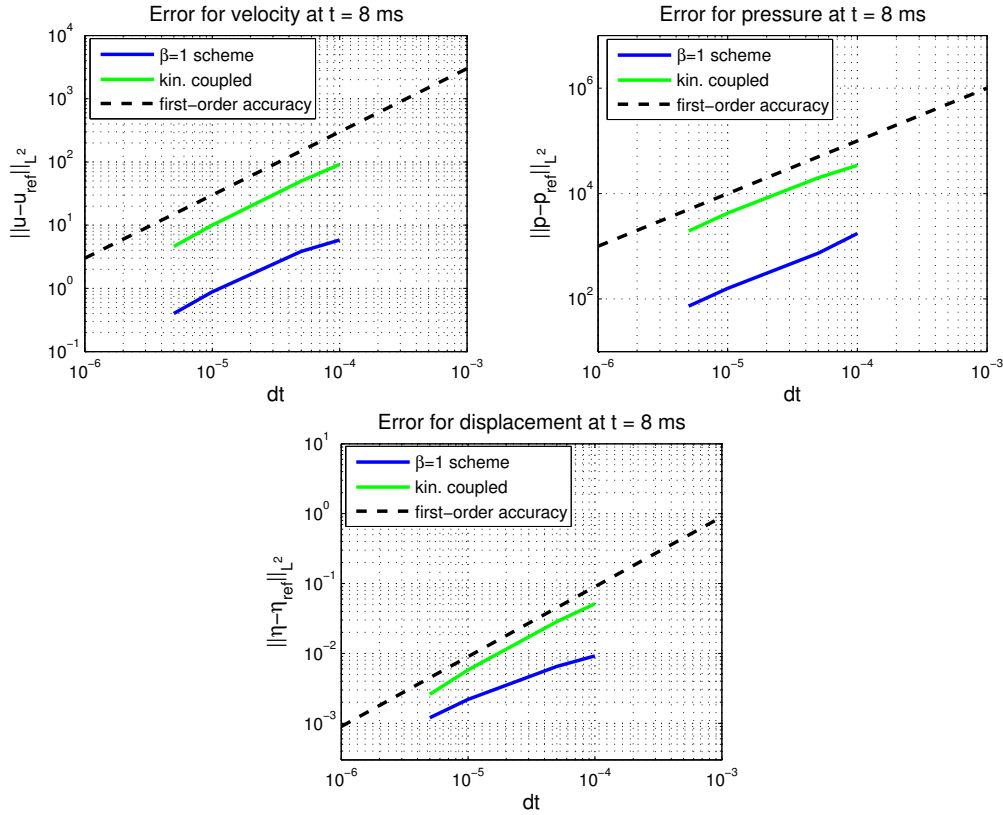 Error for velocity at t = 8 ms
β=1 scheme
kin. coupled
first−order accuracy
10^4
10^3
10^2
10^1
10^0
10^−1
||u−u_ref||_L^2
10^−6
10^−5
10^−4
10^−3
dt
Error for pressure at t = 8 ms
β=1 scheme
kin. coupled
first−order accuracy
10^6
10^4
10^2
||p−p_ref||_L^2
10^−6
10^−5
10^−4
10^−3
dt
Error for displacement at t = 8 ms
β=1 scheme
kin. coupled
first−order accuracy
10^1
10^0
10^−1
10^−2
10^−3
||η−η_ref||_L^2
10^−6
10^−5
10^−4
10^−3
dt